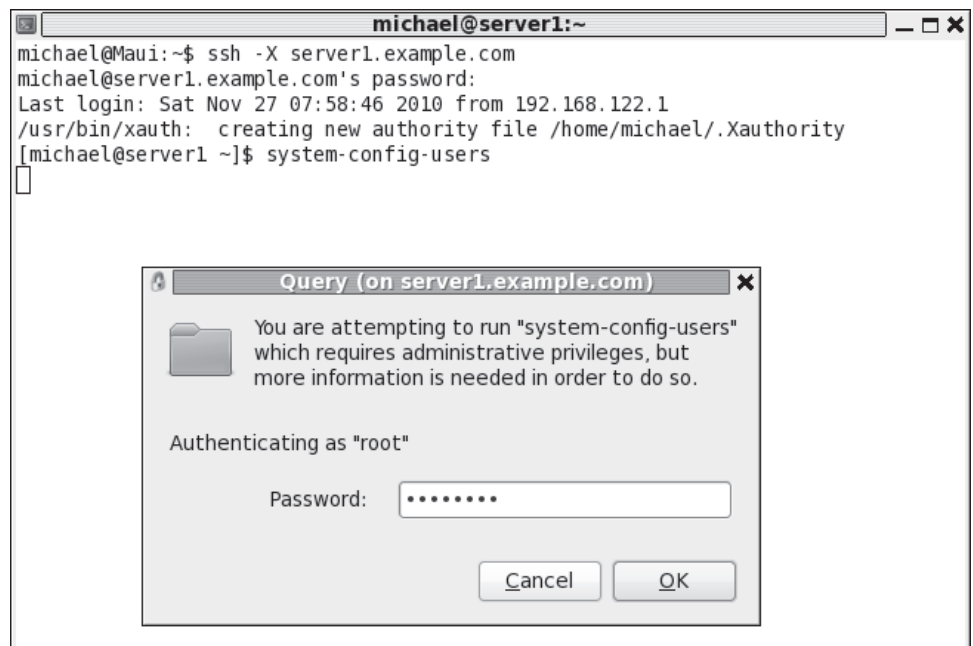 michael@server1:~
michael@Maui:~$ ssh -X server1.example.com
michael@server1.example.com's password:
Last login: Sat Nov 27 07:58:46 2010 from 192.168.122.1
/usr/bin/xauth:  creating new authority file /home/michael/.Xauthority
[michael@server1 ~]$ system-config-users
Query (on server1.example.com)
You are attempting to run "system-config-users"
which requires administrative privileges, but
more information is needed in order to do so.
Authenticating as "root"
Password: ••••••••
Cancel OK